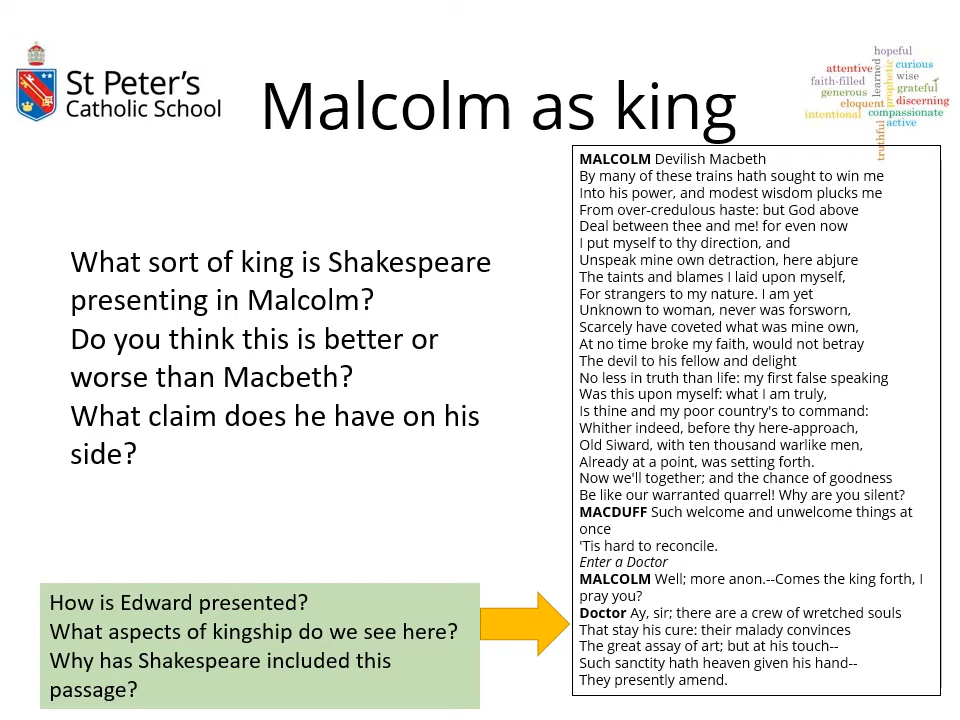 St Peter's
Catholic School
Malcolm as king
hopeful
attentive
curious
learned
prophetic
faith-filled
wise
generous
grateful
eloquent
discerning
intentional
compassionate
active
truthful
What sort of king is Shakespeare
presenting in Malcolm?
Do you think this is better or
worse than Macbeth?
What claim does he have on his
side?
How is Edward presented?
What aspects of kingship do we see here?
Why has Shakespeare included this
passage?
MALCOLM Devilish Macbeth
By many of these trains hath sought to win me
Into his power, and modest wisdom plucks me
From over-credulous haste: but God above
Deal between thee and me! for even now
I put myself to thy direction, and
Unspeak mine own detraction, here abjure
The taints and blames I laid upon myself,
For strangers to my nature. I am yet
Unknown to woman, never was forsworn,
Scarcely have coveted what was mine own,
At no time broke my faith, would not betray
The devil to his fellow and delight
No less in truth than life: my first false speaking
Was this upon myself: what I am truly,
Is thine and my poor country's to command:
Whither indeed, before thy here-approach,
Old Siward, with ten thousand warlike men,
Already at a point, was setting forth.
Now we'll together; and the chance of goodness
Be like our warranted quarrel! Why are you silent?
MACDUFF Such welcome and unwelcome things at
once
'Tis hard to reconcile.
Enter a Doctor
MALCOLM Well; more anon.--Comes the king forth, I
pray you?
Doctor Ay, sir; there are a crew of wretched souls
That stay his cure: their malady convinces
The great assay of art; but at his touch--
Such sanctity hath heaven given his hand--
They presently amend.